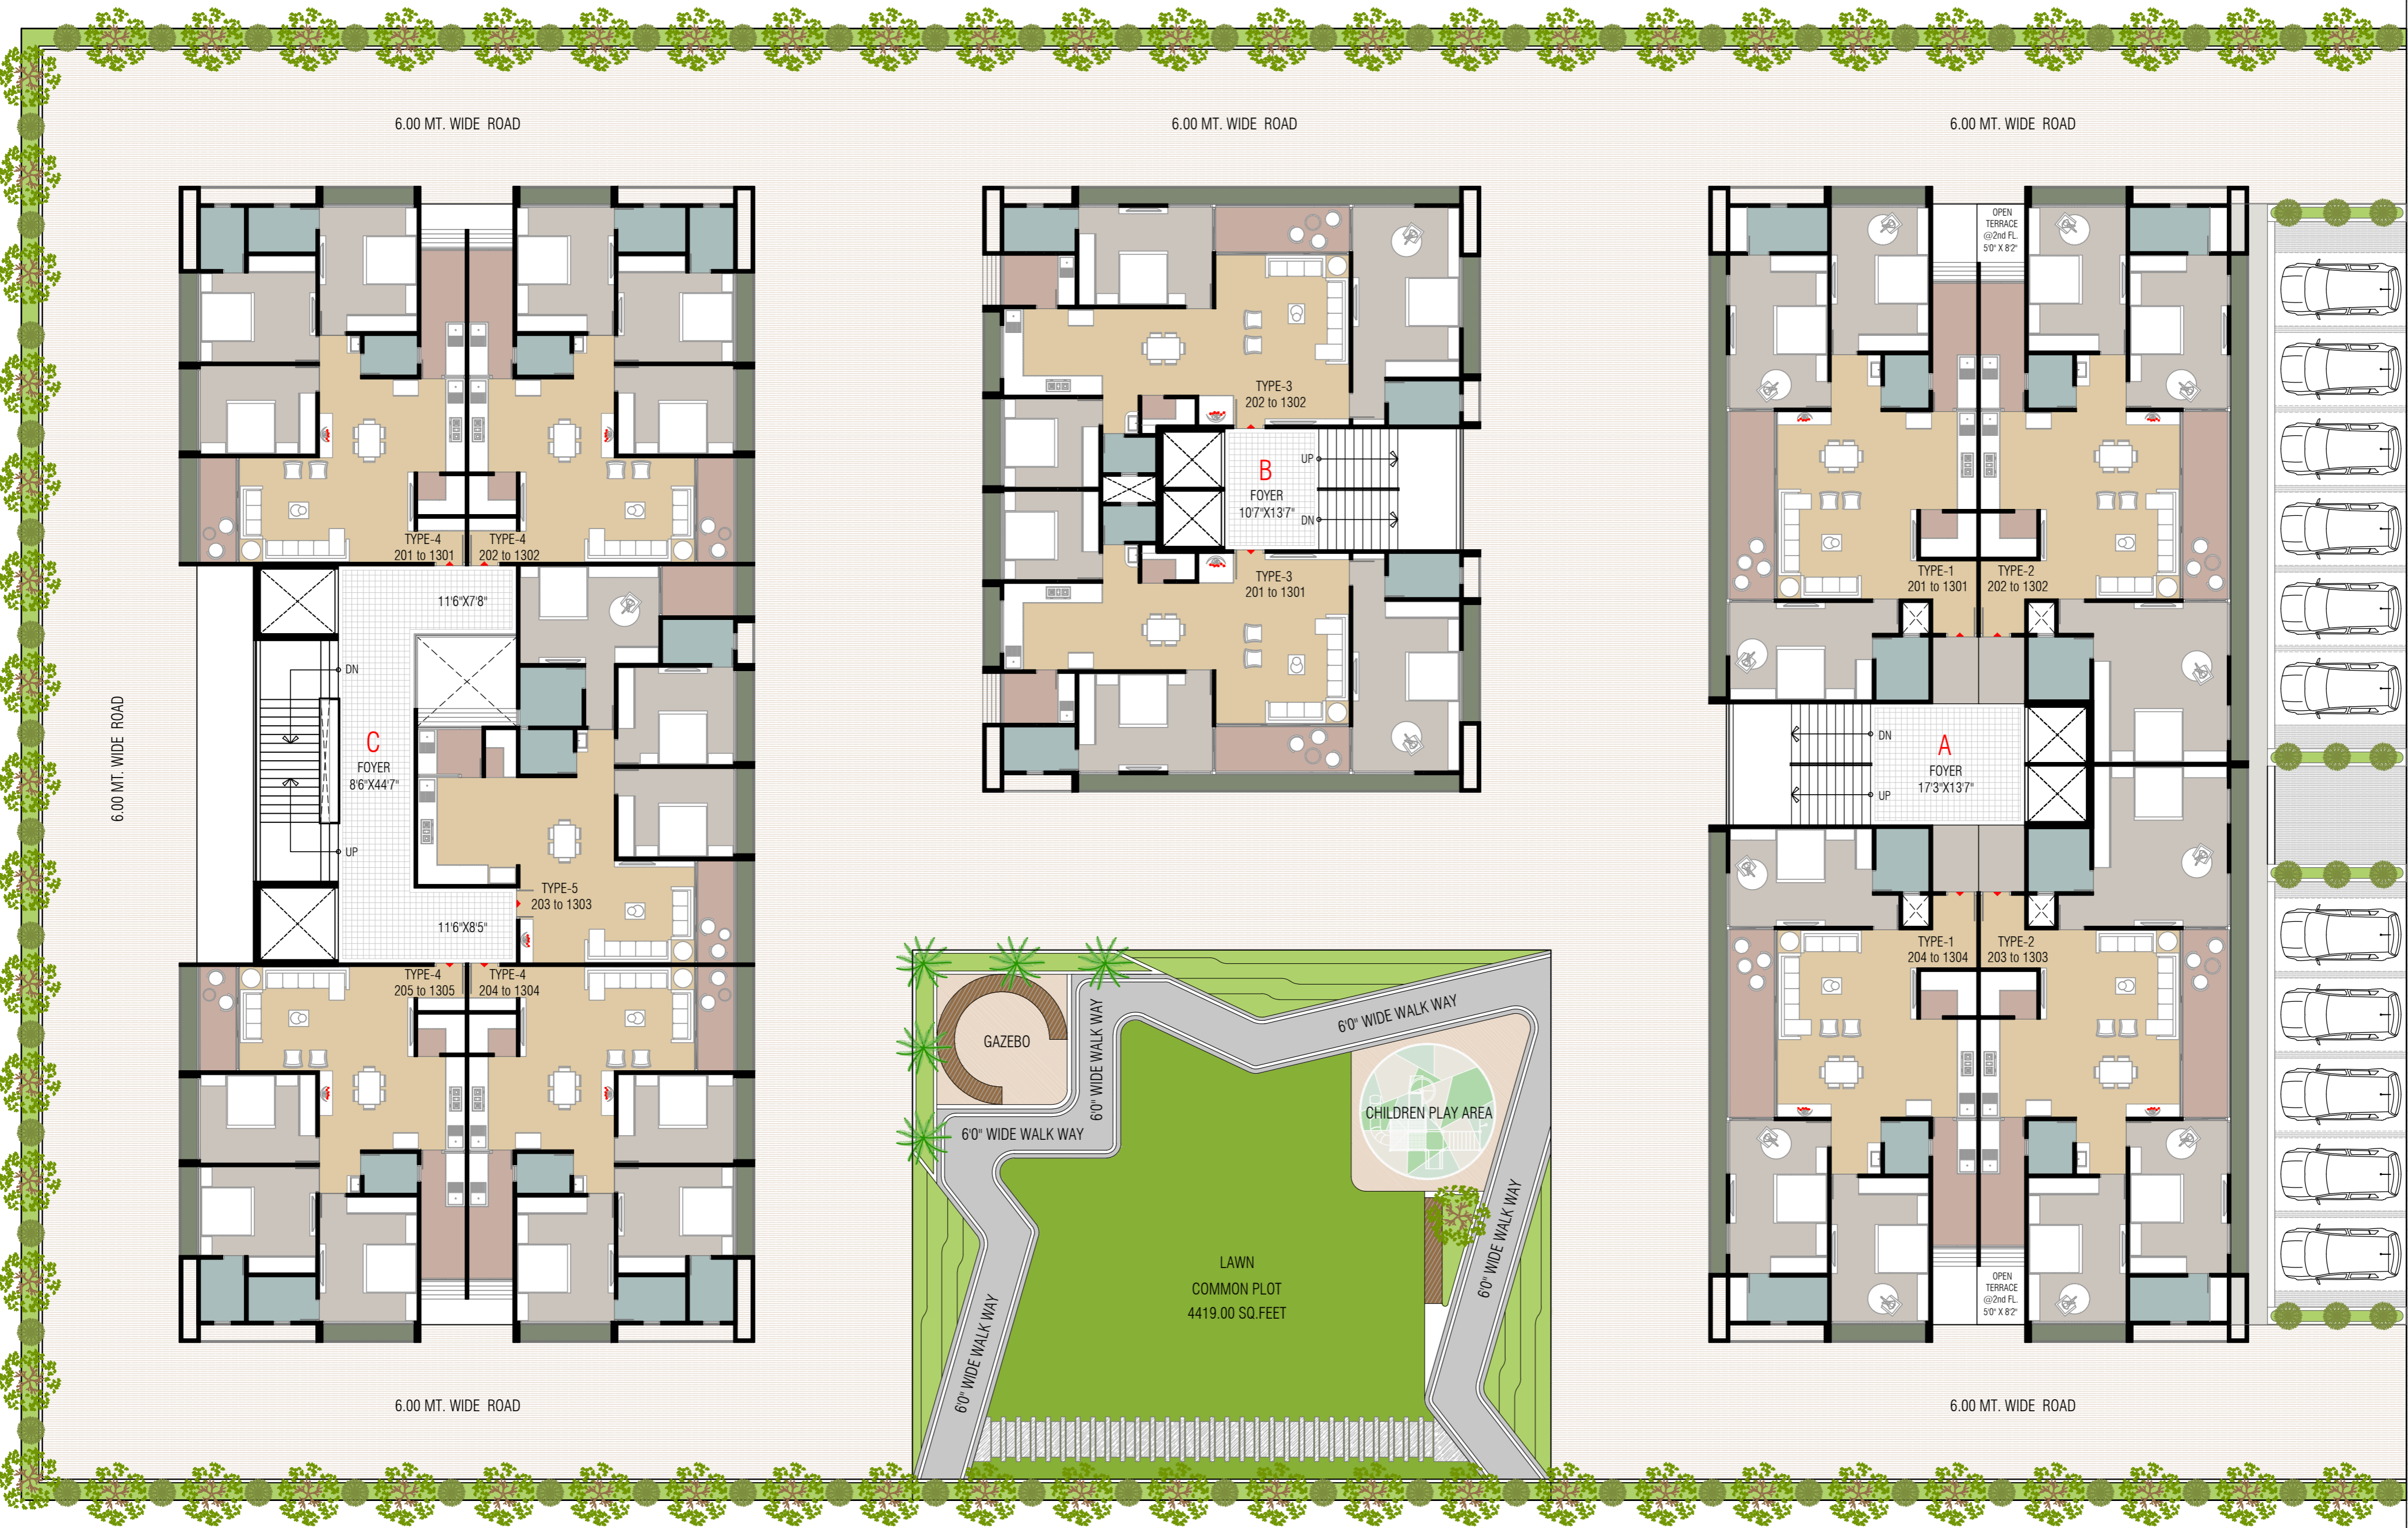 6.00 MT. WIDE ROAD
6.00 MT. WIDE ROAD
6.00 MT. WIDE ROAD
OPEN
TERRACE
@2nd FL.
5'0" X 8'2"
TYPE-3
202 to 1302
B
FOYER
10'7"X13'7"
UP
DN
TYPE-3
201 to 1301
TYPE-4
201 to 1301
TYPE-4
202 to 1302
11'6"X7'8"
DN
C
FOYER
8'6"X44'7"
UP
TYPE-5
203 to 1303
11'6"X8'5"
TYPE-4
205 to 1305
TYPE-4
204 to 1304
6.00 MT. WIDE ROAD
TYPE-1
201 to 1301
TYPE-2
202 to 1302
DN
A
FOYER
17'3"X13'7"
UP
TYPE-1
204 to 1304
TYPE-2
203 to 1303
OPEN
TERRACE
@2nd FL.
5'0" X 8'2"
GAZEBO
6'0" WIDE WALK WAY
6'0" WIDE WALK WAY
6'0" WIDE WALK WAY
CHILDREN PLAY AREA
6'0" WIDE WALK WAY
6'0" WIDE WALK WAY
LAWN
COMMON PLOT
4419.00 SQ.FEET
6.00 MT. WIDE ROAD
6.00 MT. WIDE ROAD